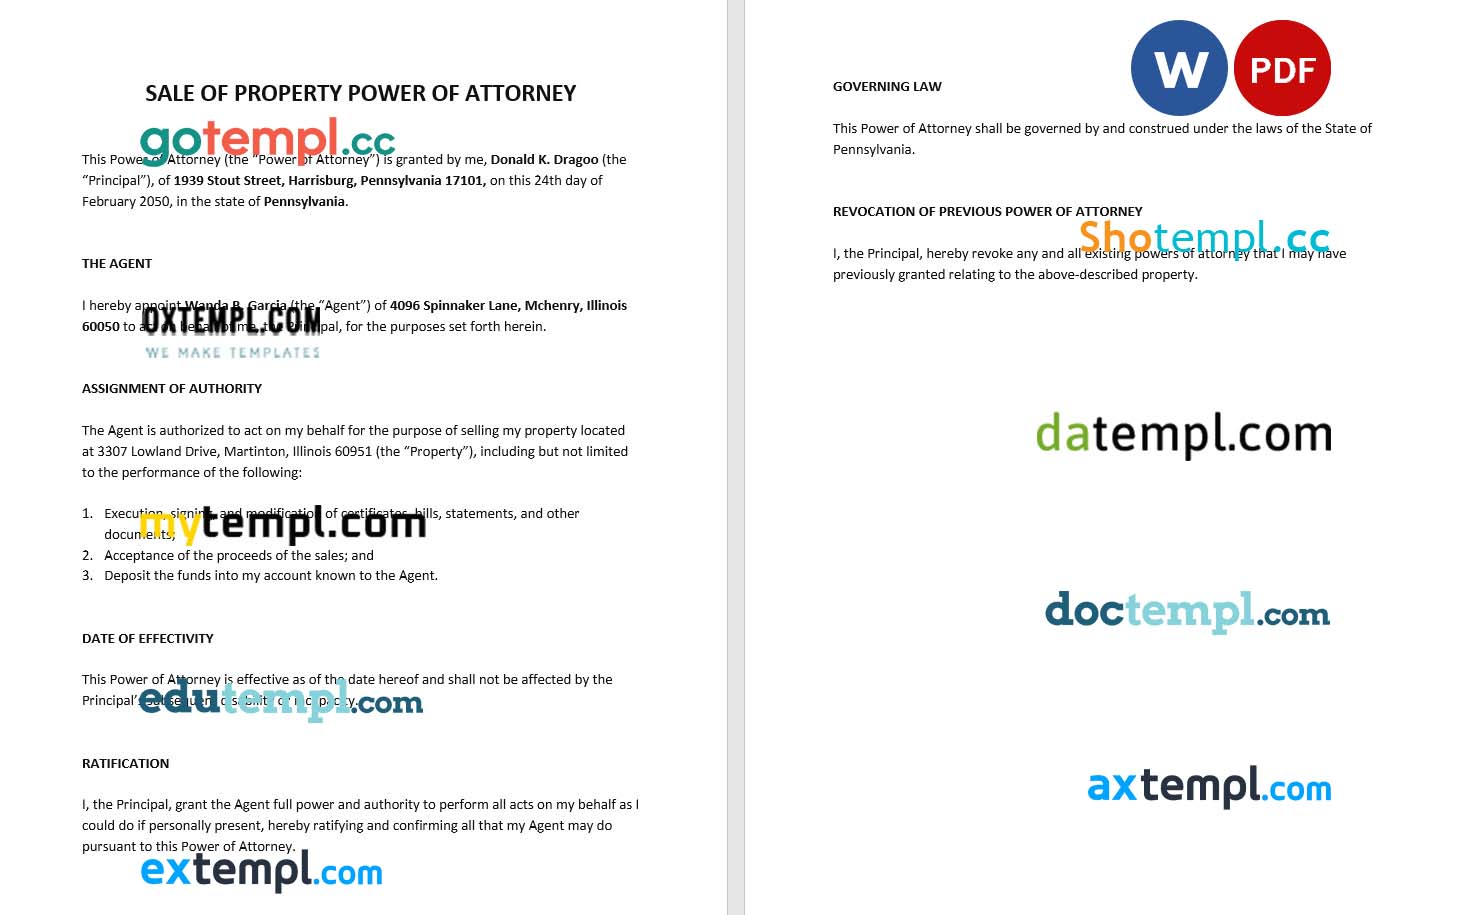 SALE OF PROPERTY POWER OF ATTORNEY
gotempl.cc
This Power of Attorney (the “Power of Attorney”) is granted by me, Donald K. Dragoo (the
“Principal”), of 1939 Stout Street, Harrisburg, Pennsylvania 17101, on this 24th day of
February 2050, in the state of Pennsylvania.
THE AGENT
I hereby appoint Wanda B. Garcia (the “Agent”) of 4096 Spinnaker Lane, Mchenry, Illinois
60050 to act on behalf of me, the Principal, for the purposes set forth herein.
OXTEMPL.COM
WE MAKE TEMPLATES
ASSIGNMENT OF AUTHORITY
The Agent is authorized to act on my behalf for the purpose of selling my property located
at 3307 Lowland Drive, Martinton, Illinois 60951 (the “Property”), including but not limited
to the performance of the following:
1. Execution, signing, and modification of certificates, bills, statements, and other
documents;
mytempl.com
2. Acceptance of the proceeds of the sales; and
3. Deposit the funds into my account known to the Agent.
DATE OF EFFECTIVITY
This Power of Attorney is effective as of the date hereof and shall not be affected by the
Principal’s subsequent disability or incapacity.
edutempl.com
RATIFICATION
I, the Principal, grant the Agent full power and authority to perform all acts on my behalf as I
could do if personally present, hereby ratifying and confirming all that my Agent may do
pursuant to this Power of Attorney.
extempl.com
W PDF
GOVERNING LAW
This Power of Attorney shall be governed by and construed under the laws of the State of
Pennsylvania.
REVOCATION OF PREVIOUS POWER OF ATTORNEY
Shotempl.cc
I, the Principal, hereby revoke any and all existing powers of attorney that I may have
previously granted relating to the above-described property.
datempl.com
doctempl.com
axtempl.com